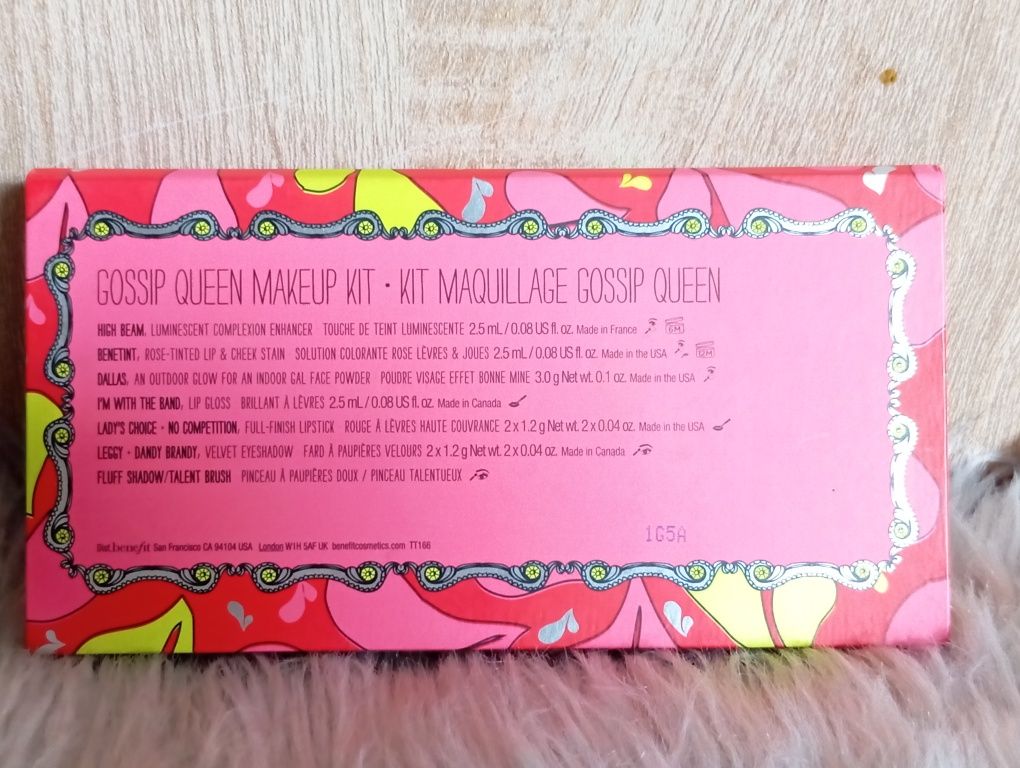 GOSSIP QUEEN MAKEUP KIT · KIT MAQUILLAGE GOSSIP QUEEN
HIGH BEAM, LUMINESCENT COMPLEXION ENHANCER TOUCHE DE TEINT LUMINESCENTE 2.5 mL / 0.08 US fl. oz. Made in France 6M
BENETINT, ROSE-TINTED LIP & CHEEK STAIN SOLUTION COLORANTE ROSE LÈVRES & JOUES 2.5 mL / 0.08 US fl. oz. Made in the USA 12M
DALLAS, AN OUTDOOR GLOW FOR AN INDOOR GAL FACE POWDER POUDRE VISAGE EFFET BONNE MINE 3.0 g Net wt. 0.1 oz. Made in the USA
I'M WITH THE BAND, LIP GLOSS BRILLANT À LÈVRES 2.5 mL / 0.08 US fl. oz. Made in Canada
LADY'S CHOICE · NO COMPETITION, FULL-FINISH LIPSTICK ROUGE À LÈVRES HAUTE COUVRANCE 2 x 1.2 g Net wt. 2 x 0.04 oz. Made in the USA
LEGGY · DANDY BRANDY, VELVET EYESHADOW FARD À PAUPIÈRES VELOURS 2 x 1.2 g Net wt. 2 x 0.04 oz. Made in Canada
FLUFF SHADOW/TALENT BRUSH PINCEAU À PAUPIÈRES DOUX / PINCEAU TALENTUEUX
1G5A
Dist. benefit San Francisco CA 94104 USA London W1H 5AF UK benefitcosmetics.com TT166